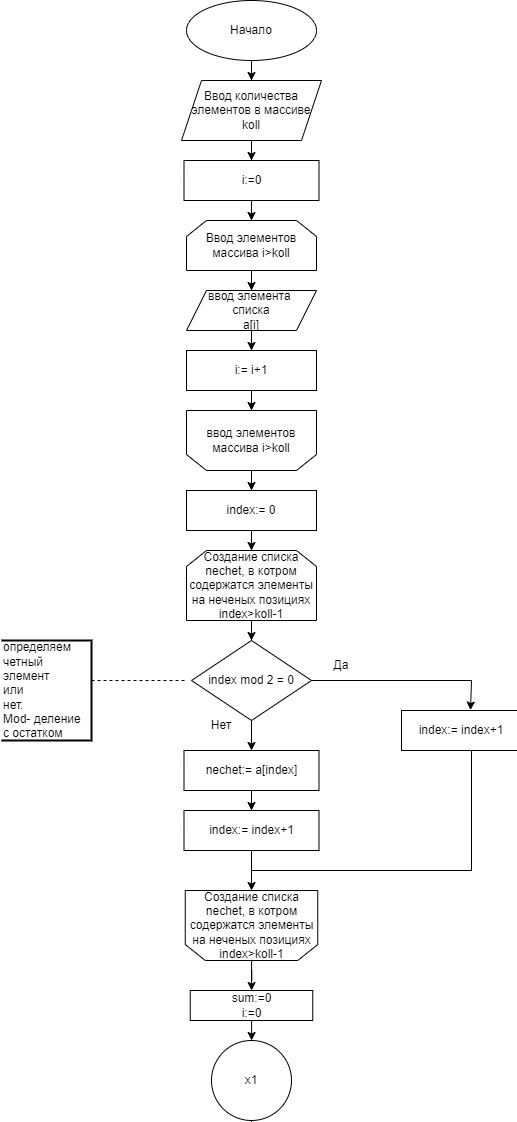 Начало
Ввод количества
элементов в массиве
koll
i:=0
Ввод элементов
массива i>koll
ввод элемента
списка
a[i]
i:= i+1
ввод элементов
массива i>koll
index:= 0
Создание списка
nechet, в котром
содержатся элементы
на неченых позициях
index>koll-1
определяем
четный
элемент
или
нет.
Mod- деление
с остатком
index mod 2 = 0
Да
Нет
index:= index+1
nechet:= a[index]
index:= index+1
Создание списка
nechet, в котром
содержатся элементы
на неченых позициях
index>koll-1
sum:=0
i:=0
x1